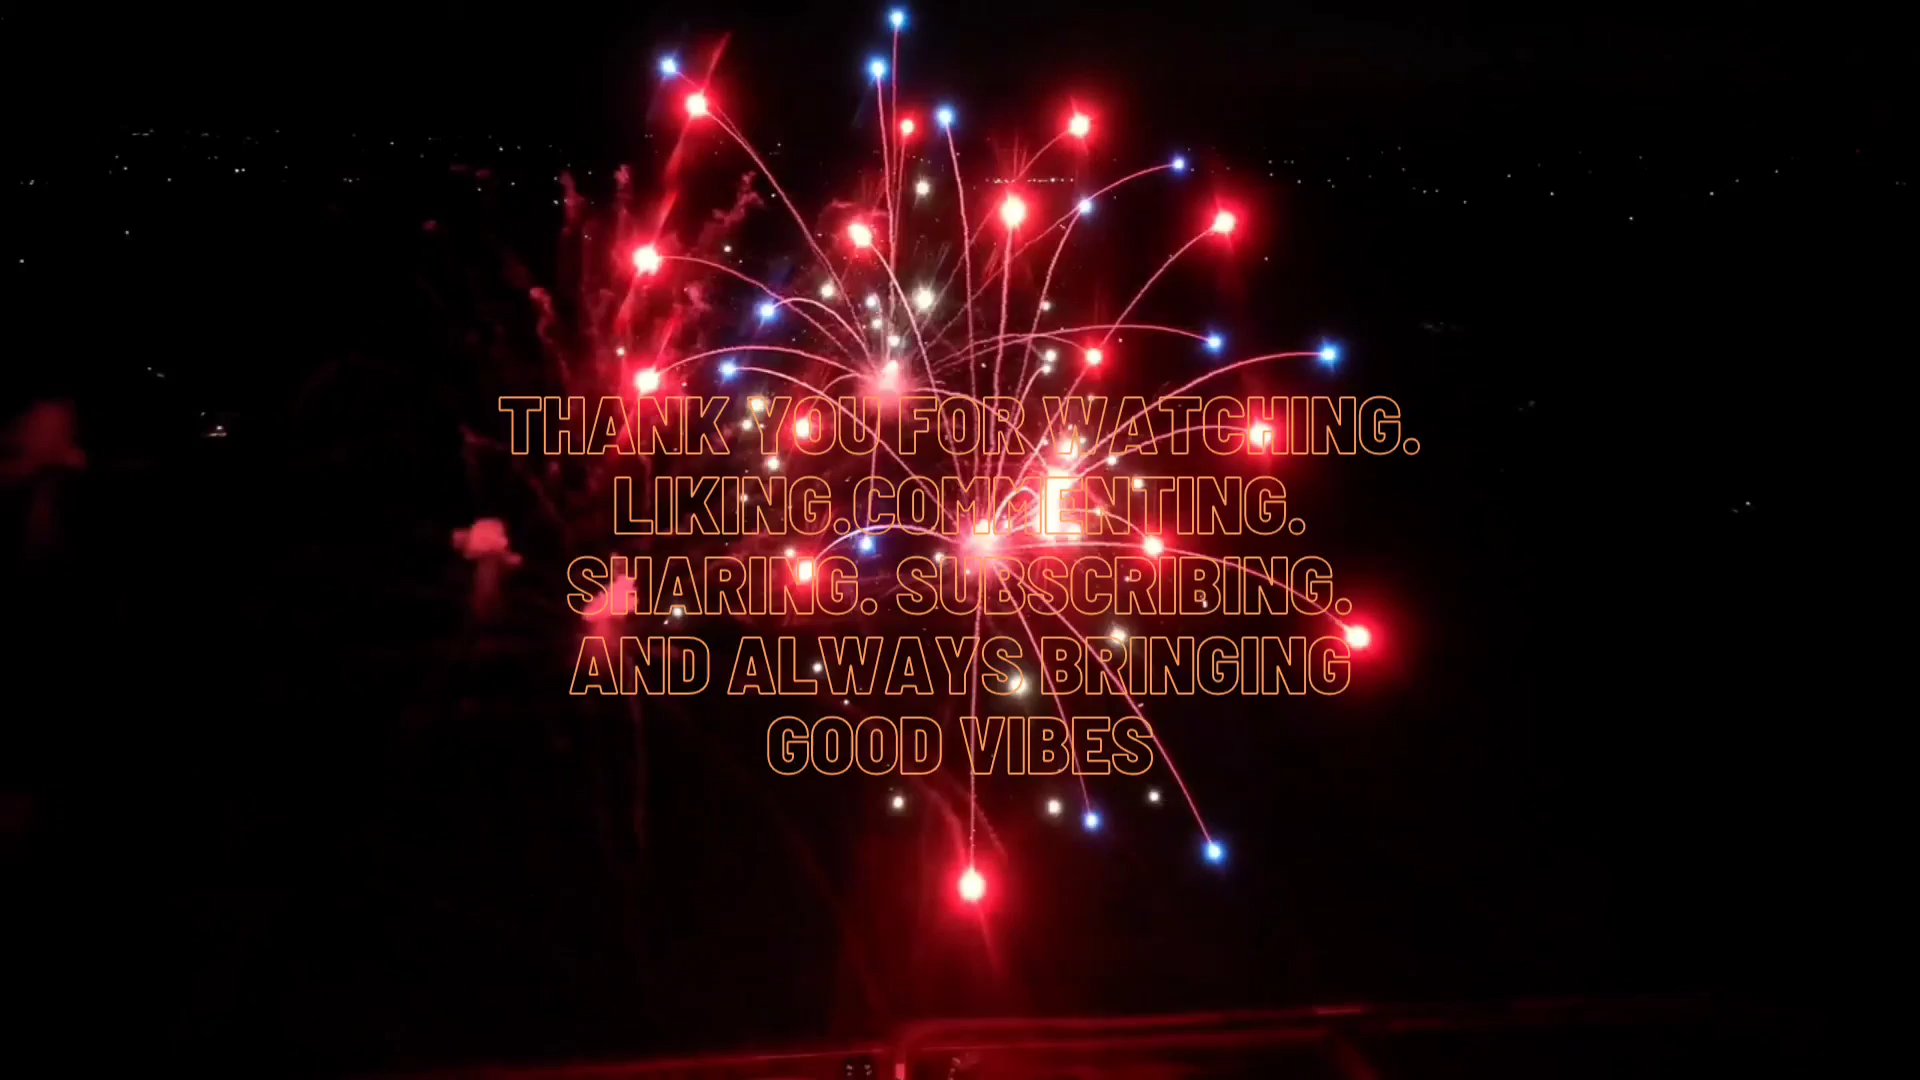 THANK YOU FOR WATCHING.
LIKING.COMMENTING.
SHARING. SUBSCRIBING.
AND ALWAYS BRINGING
GOOD VIBES